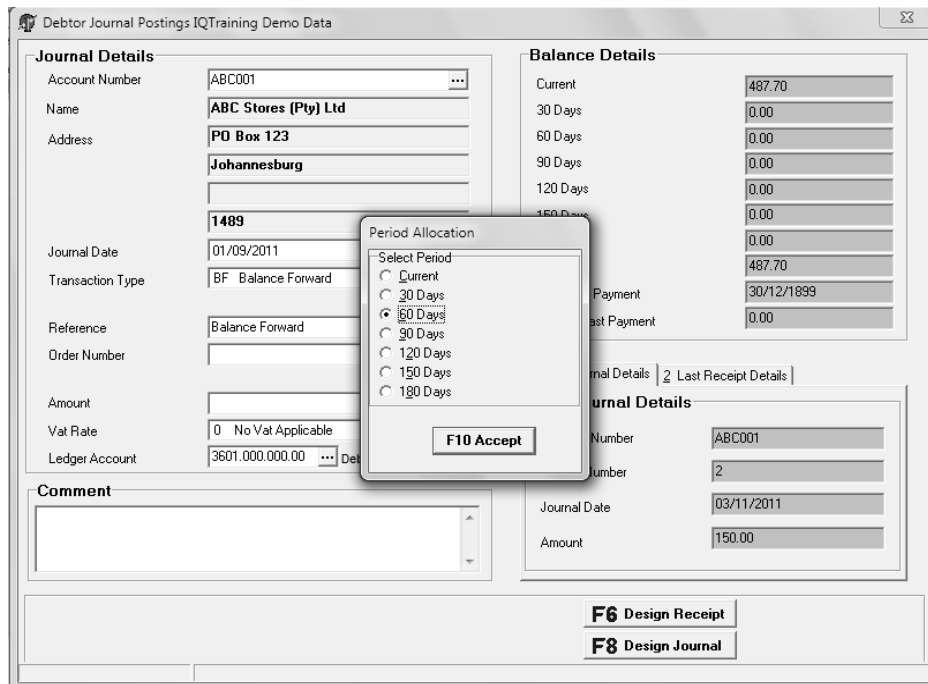 Debtor Journal Postings IQTraining Demo Data
Journal Details
Account Number ABC001 ...
Name ABC Stores (Pty) Ltd
Address PO Box 123
Johannesburg
1489
Journal Date 01/09/2011
Transaction Type BF Balance Forward
Reference Balance Forward
Order Number
Amount
Vat Rate 0 No Vat Applicable
Ledger Account 3601.000.000.00 ... Deb
Comment
Balance Details
Current 487.70
30 Days 0.00
60 Days 0.00
90 Days 0.00
120 Days 0.00
150 Days 0.00
0.00
487.70
Payment 30/12/1899
ast Payment 0.00
Period Allocation
Select Period
Current
30 Days
60 Days
90 Days
120 Days
150 Days
180 Days
F10 Accept
rnal Details 2 Last Receipt Details
urnal Details
Number ABC001
umber 2
Journal Date 03/11/2011
Amount 150.00
F6 Design Receipt
F8 Design Journal